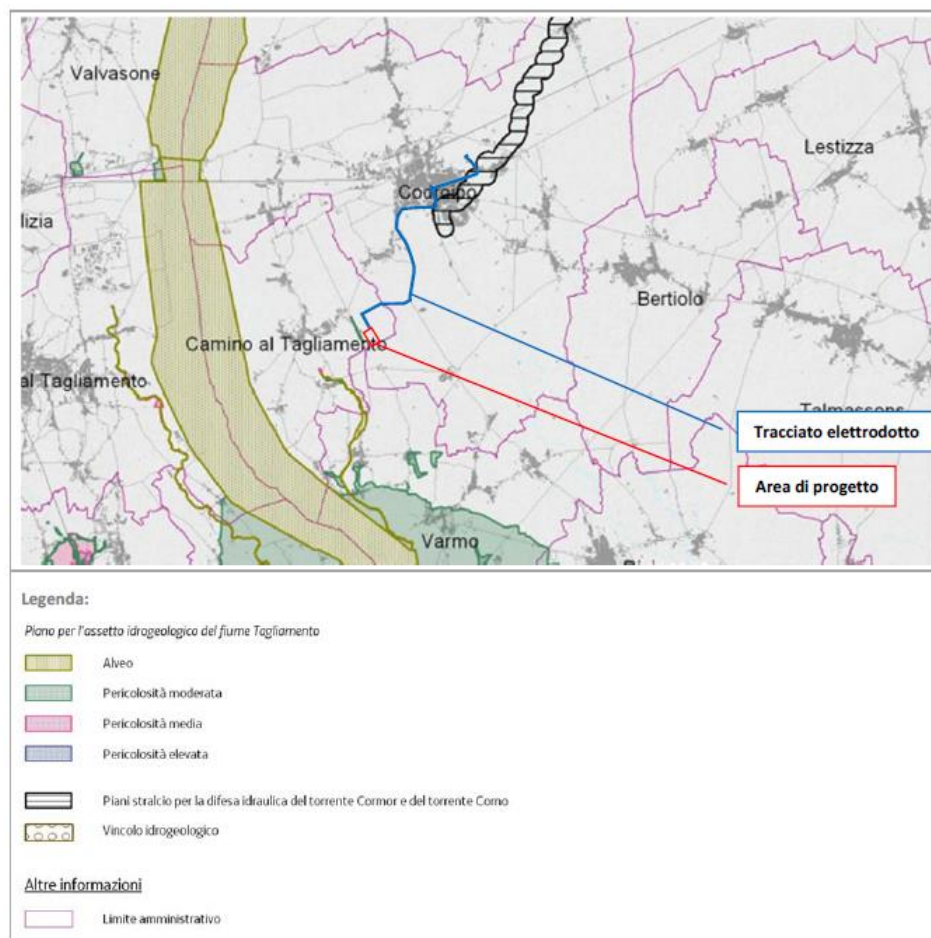 Valvasone
Lestizza
Codroipo
lizia
Bertiolo
Camino al Tagliamento
al Tagliamento
Talmassons
Tracciato elettrodotto
Area di progetto
Varmo
Legenda:
Piano per l'assetto idrogeologico del fiume Tagliamento
Alveo
Pericolosità moderata
Pericolosità media
Pericolosità elevata
Piani stralcio per la difesa idraulica del torrente Cormor e del torrente Corno
Vincolo idrogeologico
Altre informazioni
Limite amministrativo